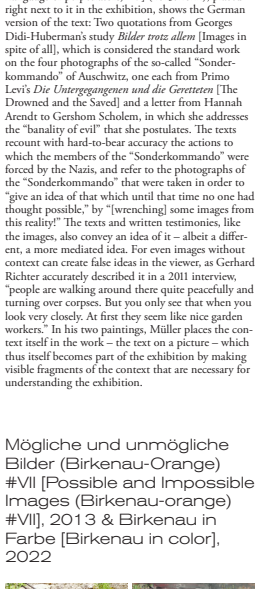 right next to it in the exhibition, shows the German
version of the text: Two quotations from Georges
Didi-Huberman's study Bilder trotz allem [Images in
spite of all], which is considered the standard work
on the four photographs of the so-called "Sonder-
kommando" of Auschwitz, one each from Primo
Levi's Die Untergegangenen und die Geretteten [The
Drowned and the Saved] and a letter from Hannah
Arendt to Gershom Scholem, in which she addresses
the "banality of evil" that she postulates. The texts
recount with hard-to-bear accuracy the actions to
which the members of the "Sonderkommando" were
forced by the Nazis, and refer to the photographs of
the "Sonderkommando" that were taken in order to
"give an idea of that which until that time no one had
thought possible," by "[wrenching] some images from
this reality!" The texts and written testimonies, like
the images, also convey an idea of it – albeit a differ-
ent, a more mediated idea. For even images without
context can create false ideas in the viewer, as Gerhard
Richter accurately described it in a 2011 interview,
"people are walking around there quite peacefully and
turning over corpses. But you only see that when you
look very closely. At first they seem like nice garden
workers." In his two paintings, Müller places the con-
text itself in the work – the text on a picture – which
thus itself becomes part of the exhibition by making
visible fragments of the context that are necessary for
understanding the exhibition.
Mögliche und unmögliche
Bilder (Birkenau-Orange)
#VII [Possible and Impossible
Images (Birkenau-orange)
#VII], 2013 & Birkenau in
Farbe [Birkenau in color],
2022